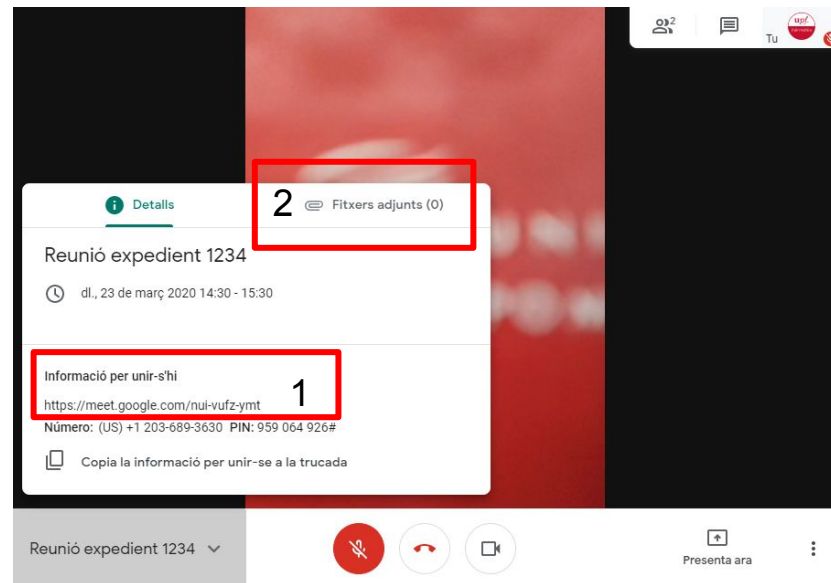 2
Tu
upf.
2
Detalls
Fitxers adjunts (0)
Reunió expedient 1234
dl., 23 de març 2020 14:30 - 15:30
Informació per unir-s'hi
1
https://meet.google.com/nui-vufz-ymt
Número: (US) +1 203-689-3630 PIN: 959 064 926#
Copia la informació per unir-se a la trucada
Reunió expedient 1234
Presenta ara